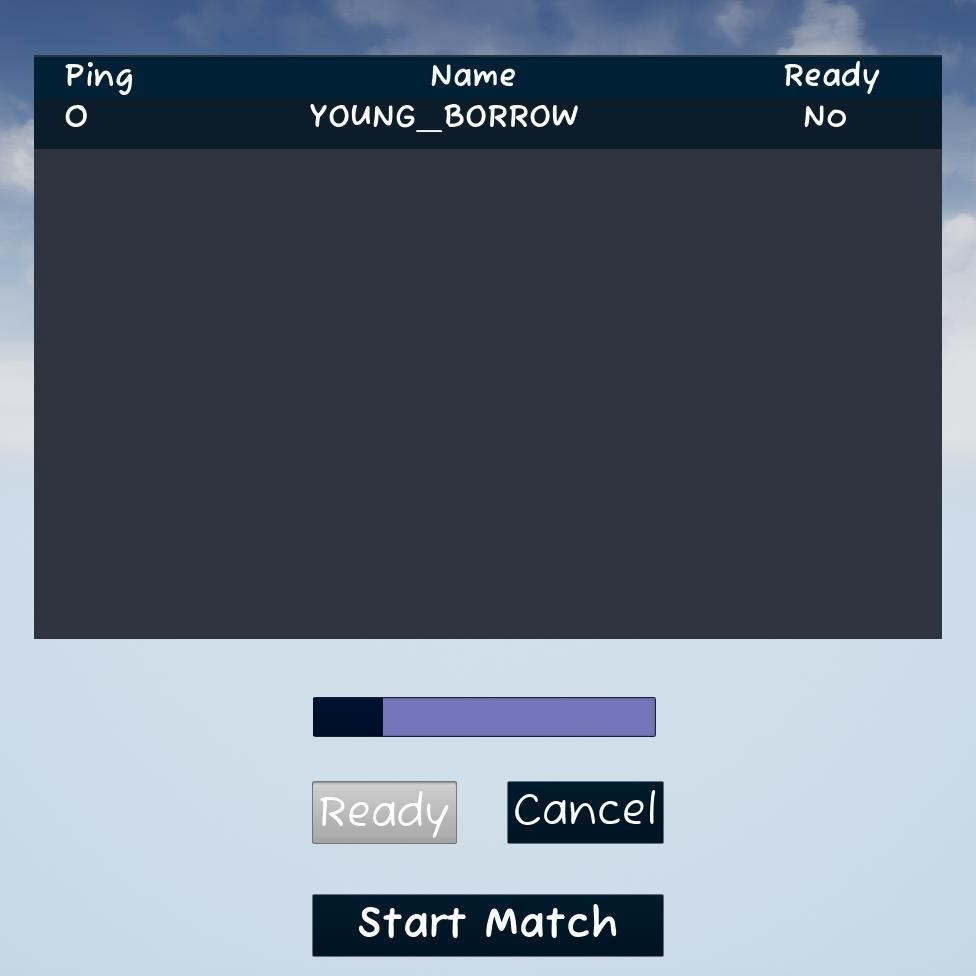 Ping Name Ready
0 YOUNG_BORROW No
Ready Cancel
Start Match